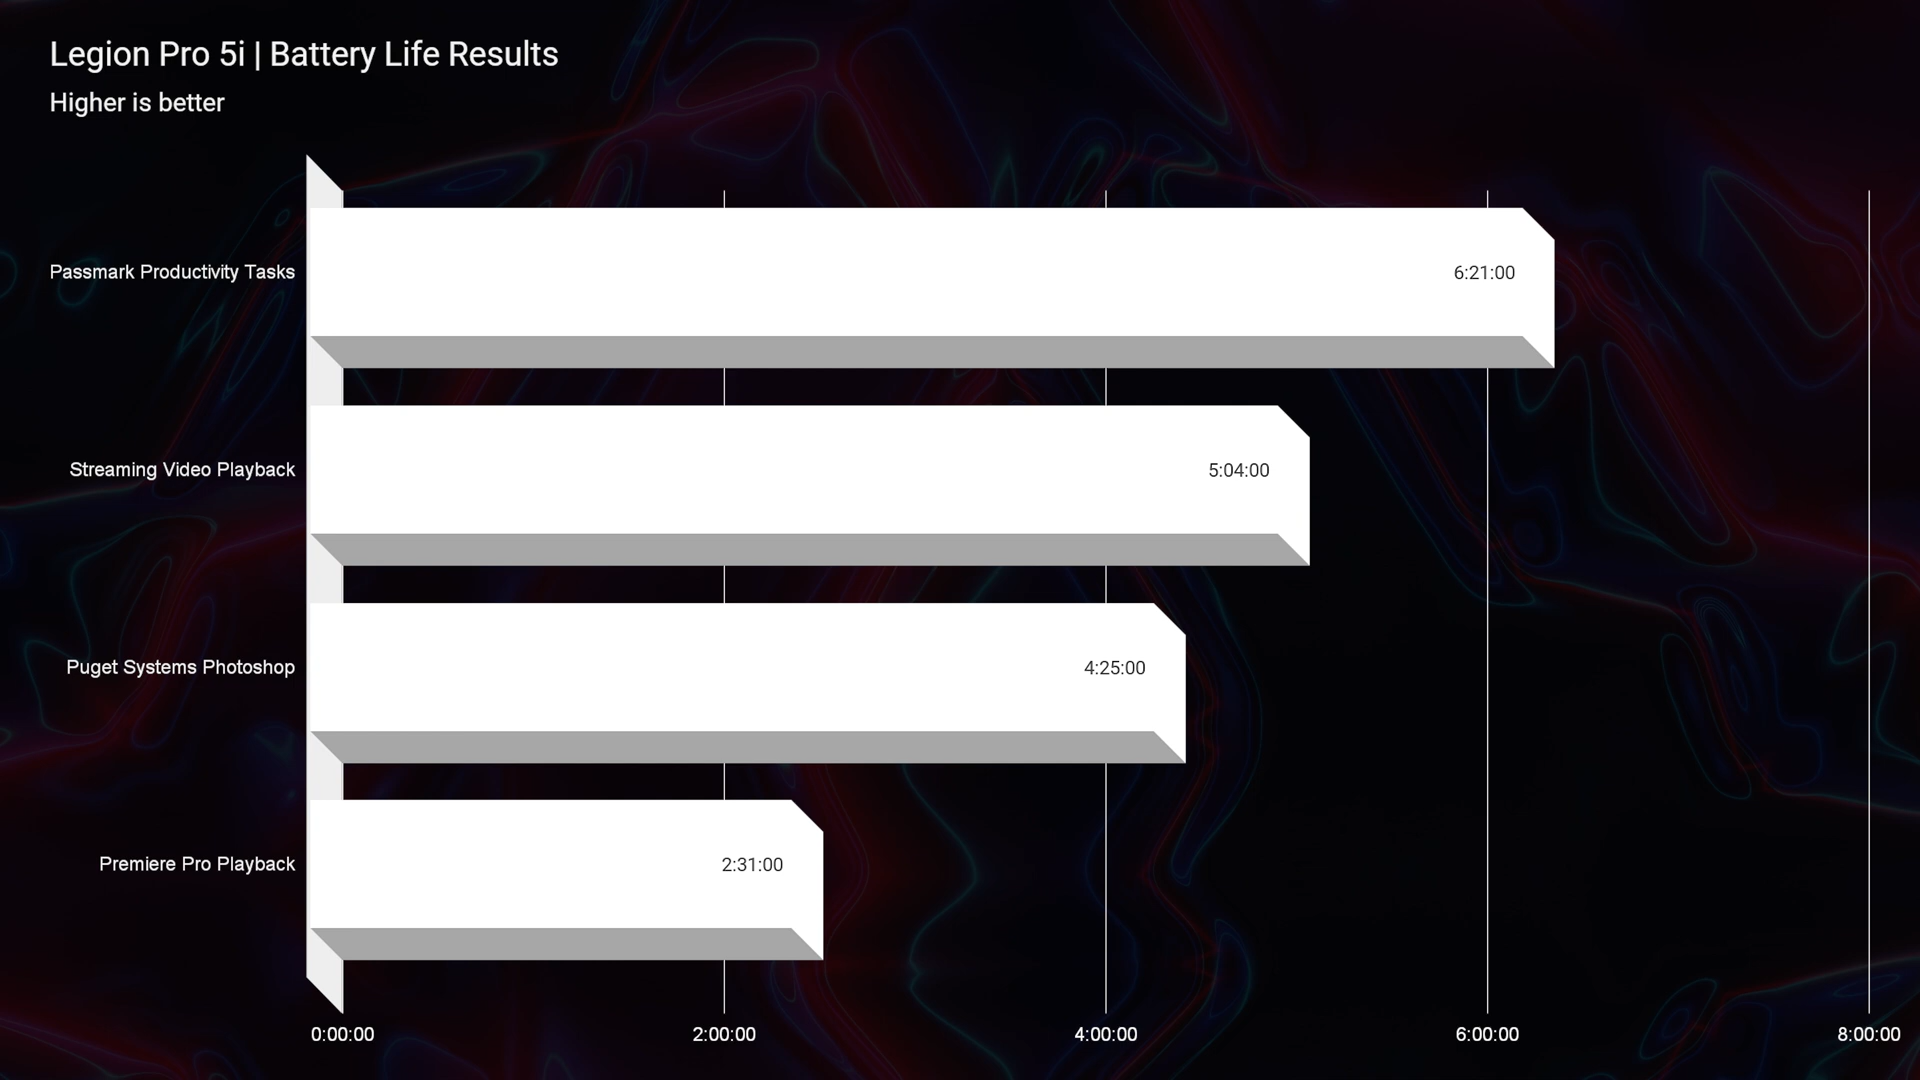 Legion Pro 5i | Battery Life Results
Higher is better
Passmark Productivity Tasks
6:21:00
Streaming Video Playback
5:04:00
Puget Systems Photoshop
4:25:00
Premiere Pro Playback
2:31:00
0:00:00 2:00:00 4:00:00 6:00:00 8:00:00